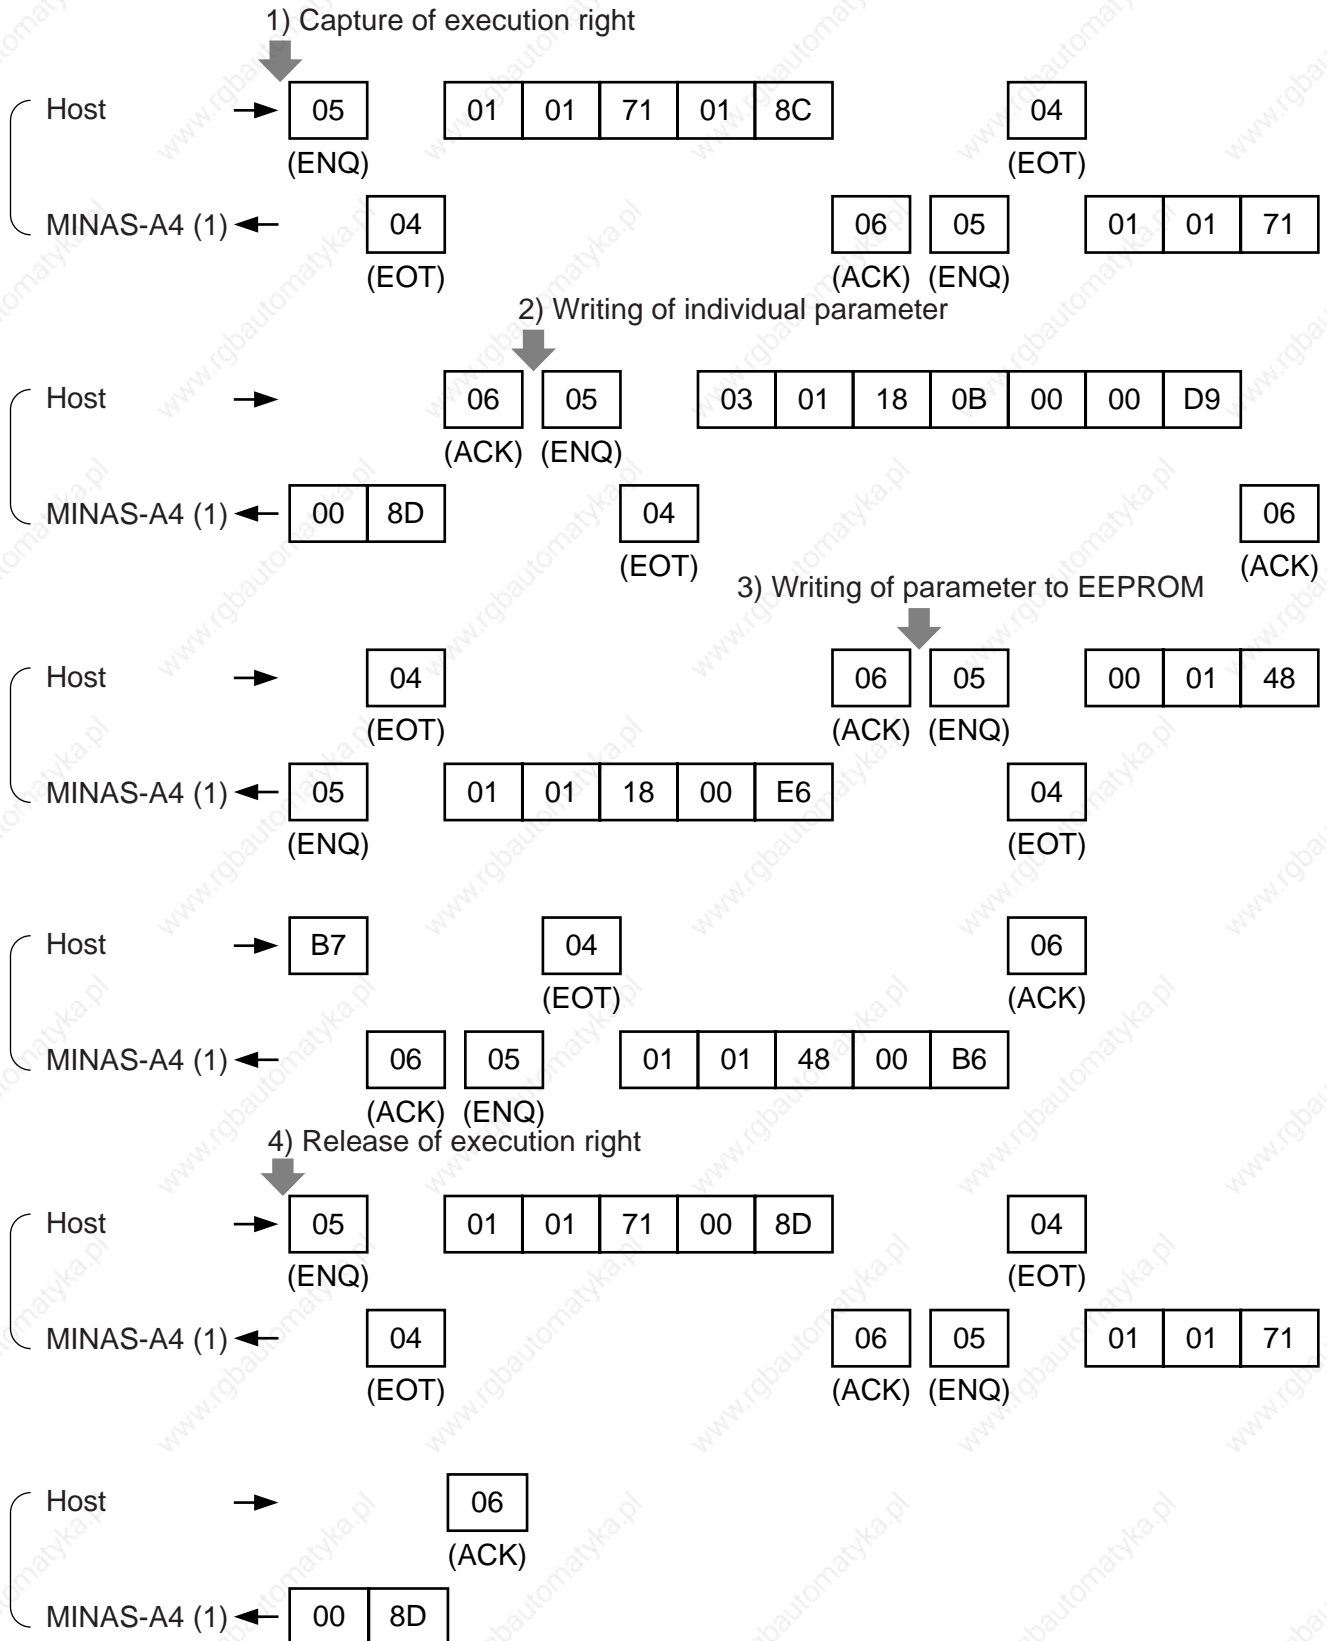 1) Capture of execution right
Host 05 01 01 71 01 8C 04
(ENQ) (EOT)
MINAS-A4 (1) 04 06 05 01 01 71
(EOT) (ACK) (ENQ)
2) Writing of individual parameter
Host 06 05 03 01 18 0B 00 00 D9
(ACK) (ENQ)
MINAS-A4 (1) 00 8D 04 06
(EOT) (ACK)
3) Writing of parameter to EEPROM
Host 04 06 05 00 01 48
(EOT) (ACK) (ENQ)
MINAS-A4 (1) 05 01 01 18 00 E6 04
(ENQ) (EOT)
Host B7 04 06
(EOT) (ACK)
MINAS-A4 (1) 06 05 01 01 48 00 B6
(ACK) (ENQ)
4) Release of execution right
Host 05 01 01 71 00 8D 04
(ENQ) (EOT)
MINAS-A4 (1) 04 06 05 01 01 71
(EOT) (ACK) (ENQ)
Host 06
(ACK)
MINAS-A4 (1) 00 8D
www.rgbautomatyka.pl